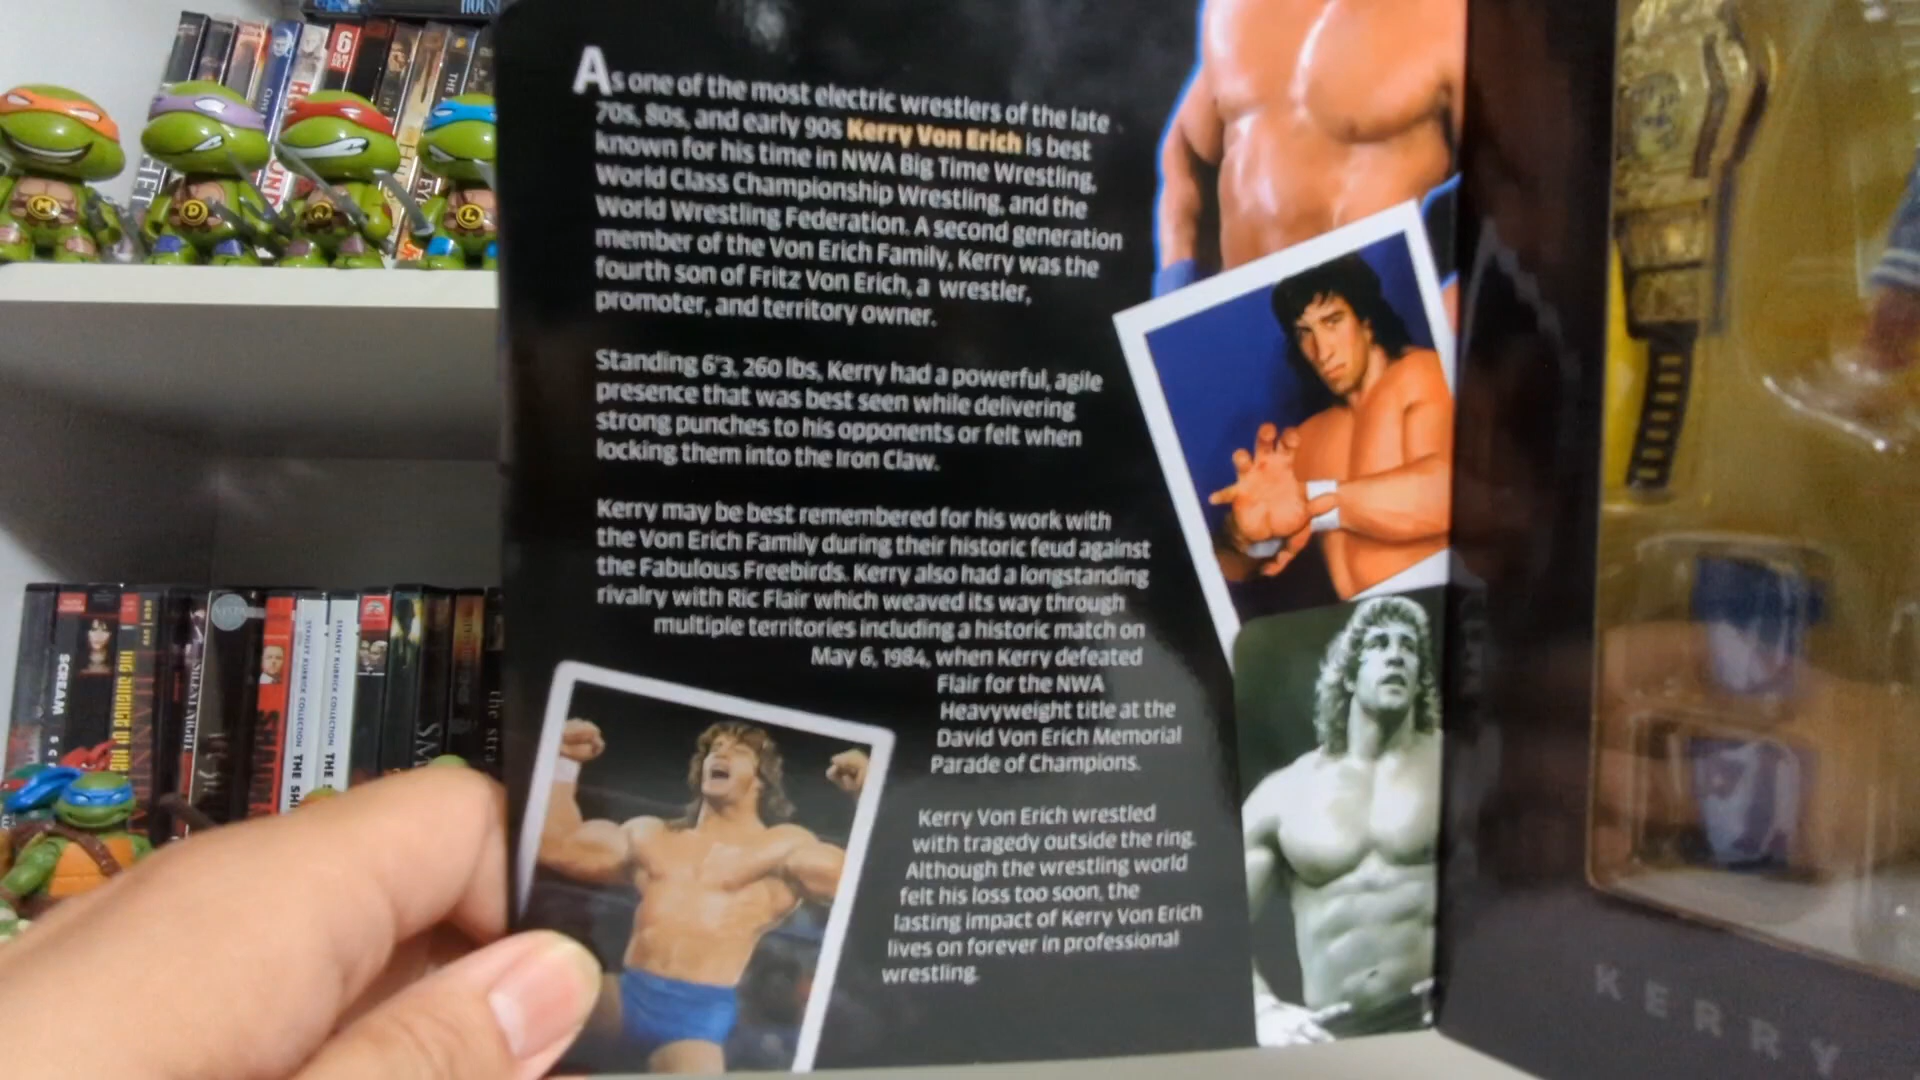 As one of the most electric wrestlers of the late
70s, 80s, and early 90s Kerry Von Erich is best
known for his time in NWA Big Time Wrestling,
World Class Championship Wrestling, and the
World Wrestling Federation. A second generation
member of the Von Erich Family, Kerry was the
fourth son of Fritz Von Erich, a wrestler,
promoter, and territory owner.
Standing 6'3, 260 lbs, Kerry had a powerful, agile
presence that was best seen while delivering
strong punches to his opponents or felt when
locking them into the Iron Claw.
Kerry may be best remembered for his work with
the Von Erich Family during their historic feud against
the Fabulous Freebirds. Kerry also had a longstanding
rivalry with Ric Flair which weaved its way through
multiple territories including a historic match on
May 6, 1984, when Kerry defeated
Flair for the NWA
Heavyweight title at the
David Von Erich Memorial
Parade of Champions.
Kerry Von Erich wrestled
with tragedy outside the ring.
Although the wrestling world
felt his loss too soon, the
lasting impact of Kerry Von Erich
lives on forever in professional
wrestling.
KERRY
M
D
R
L
SCREAM
STANLEY KUBRICK COLLECTION THE
STANLEY KUBRICK COLLECTION THE